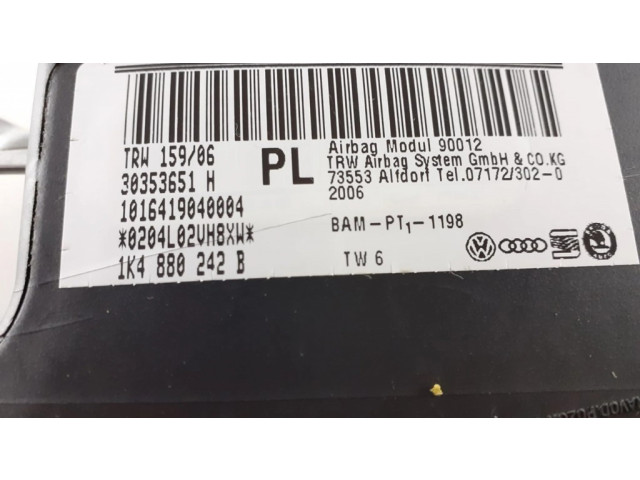 TRW 159/06
30353651 H
1016419040004
*0204L02VH8XW*
1K4 880 242 B
PL
Airbag Modul 90012
TRW Airbag System GmbH & CO.KG
73553 Alfdorf Tel.07172/302-0
2006
BAM-PT1-1198
TW 6